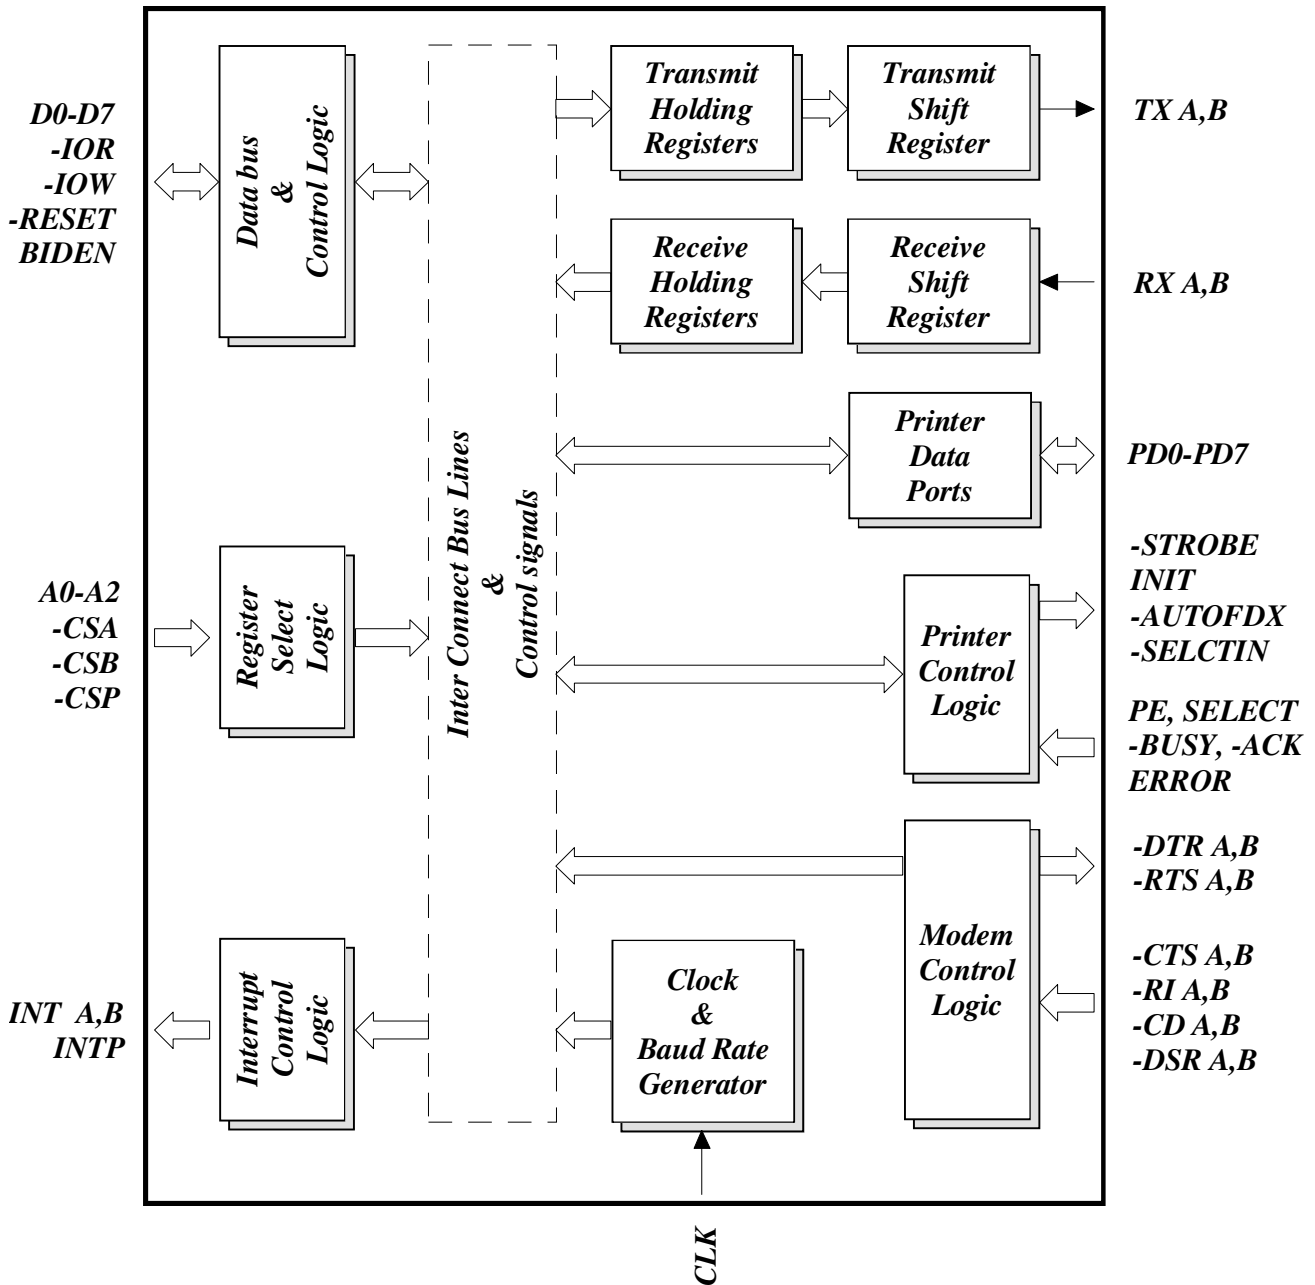 D0-D7
-IOR
-IOW
-RESET
BIDEN
Data bus
&
Control Logic
A0-A2
-CSA
-CSB
-CSP
Register
Select
Logic
INT A,B
INTP
Interrupt
Control
Logic
Inter Connect Bus Lines
&
Control signals
Transmit
Holding
Registers
Transmit
Shift
Register
TX A,B
Receive
Holding
Registers
Receive
Shift
Register
RX A,B
Printer
Data
Ports
PD0-PD7
Printer
Control
Logic
-STROBE
INIT
-AUTOFDX
-SELCTIN
PE, SELECT
-BUSY, -ACK
ERROR
Modem
Control
Logic
-DTR A,B
-RTS A,B
-CTS A,B
-RI A,B
-CD A,B
-DSR A,B
Clock
&
Baud Rate
Generator
CLK